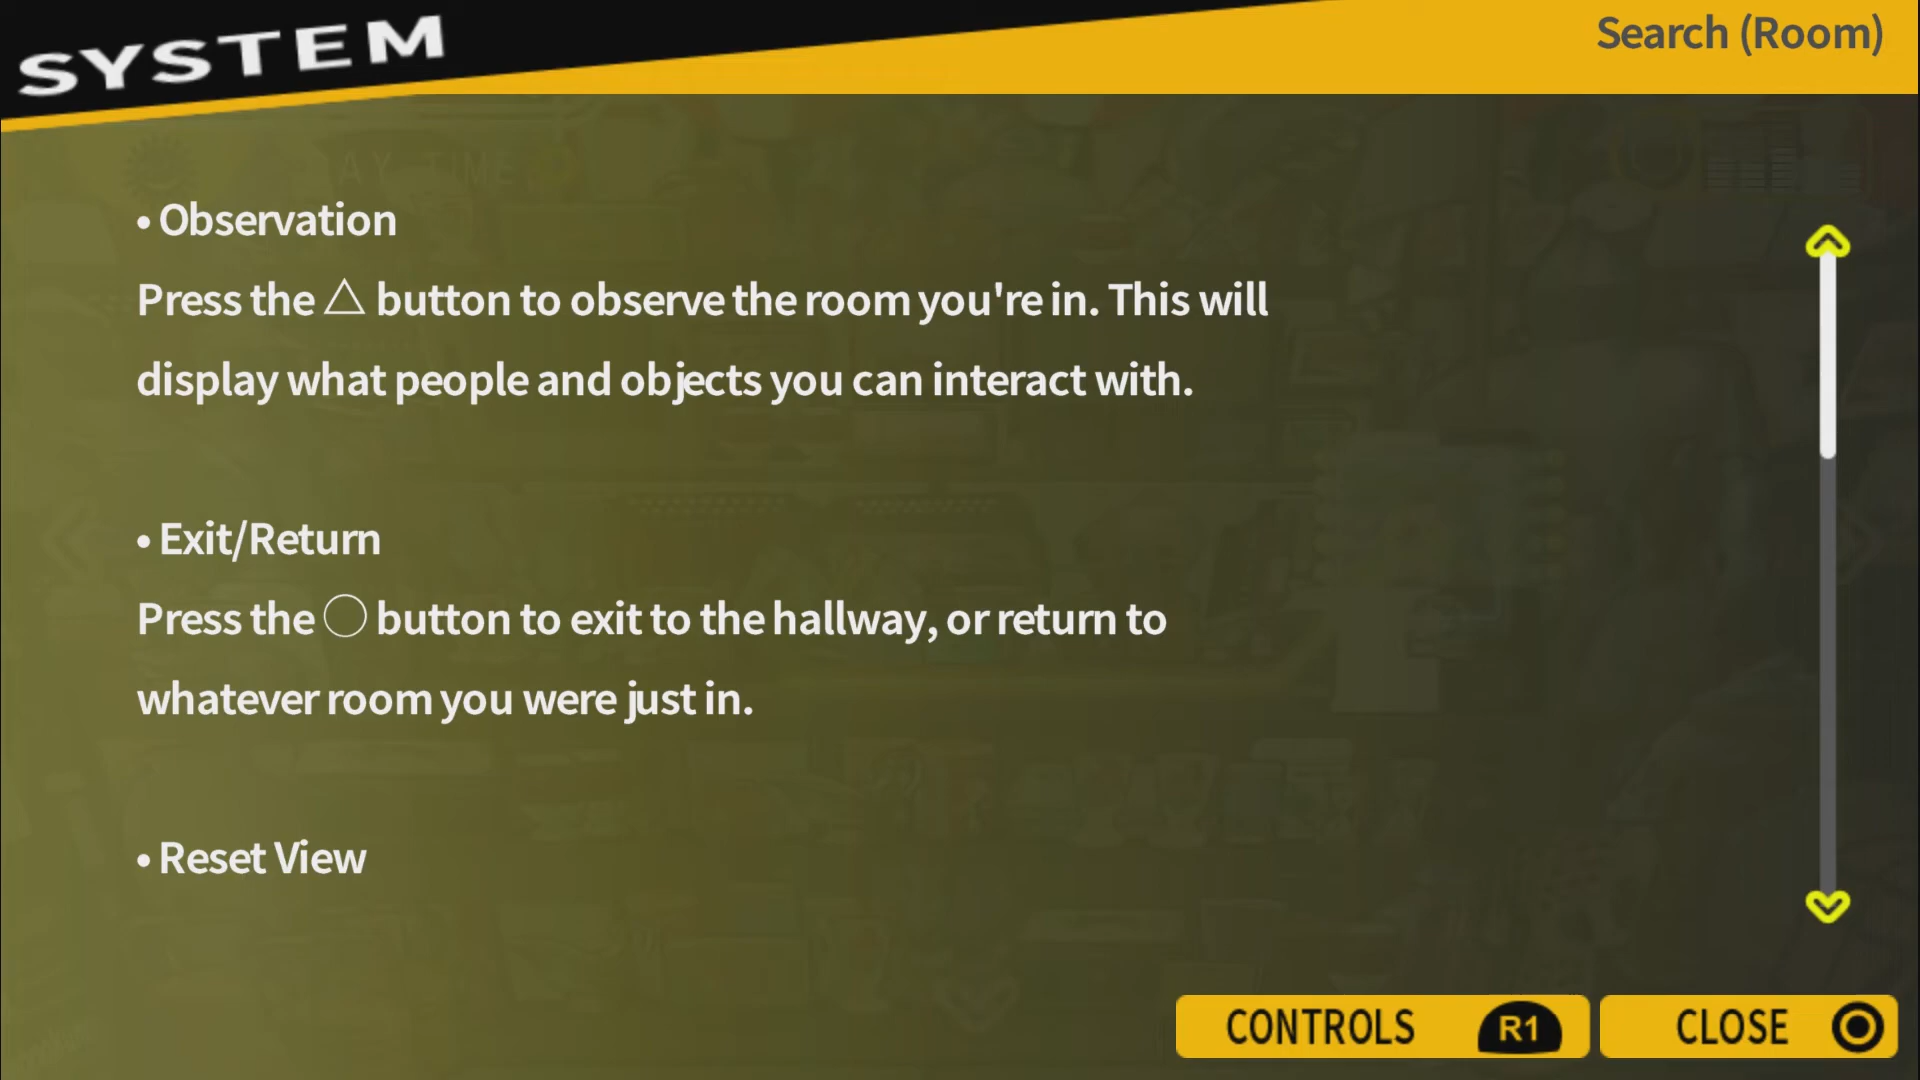 SYSTEM
Search (Room)
• Observation
Press the △ button to observe the room you're in. This will
display what people and objects you can interact with.
• Exit/Return
Press the ◯ button to exit to the hallway, or return to
whatever room you were just in.
• Reset View
CONTROLS R1
CLOSE